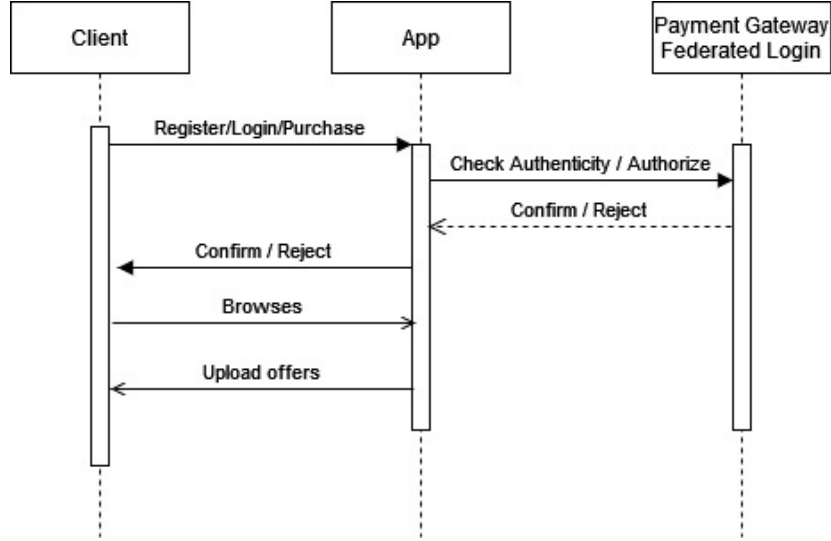 Client
App
Payment Gateway
Federated Login
Register/Login/Purchase
Check Authenticity / Authorize
Confirm / Reject
Confirm / Reject
Browses
Upload offers